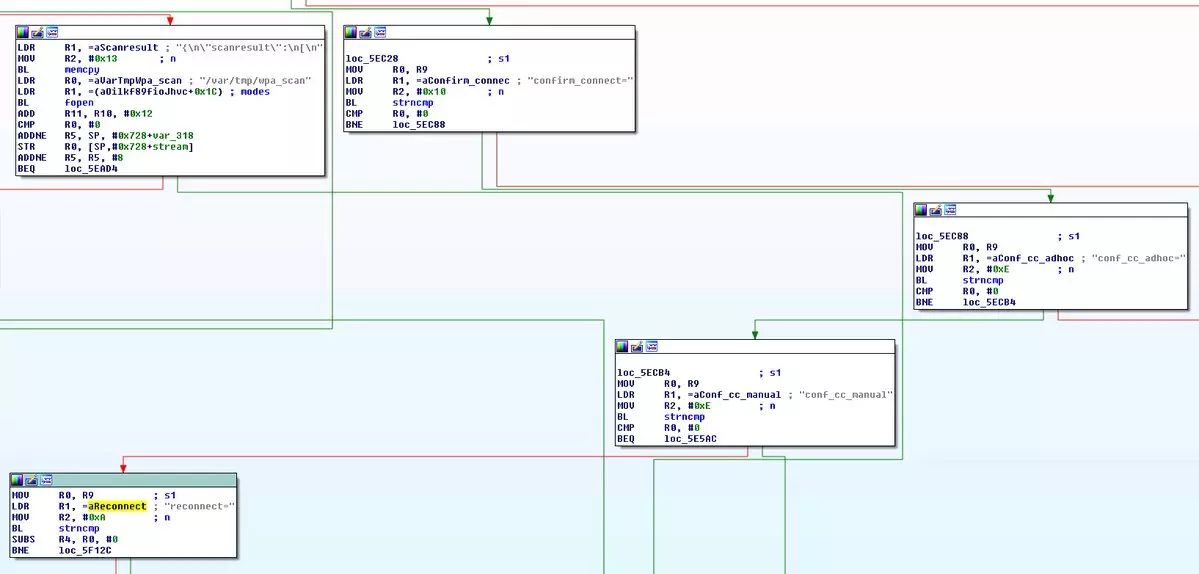 LDR R1, =aScanresult ; "{\n\"scanresult\":\n[\n"
MOV R2, #0x13 ; n
BL memcpy
LDR R0, =aVarTmpWpa_scan ; "/var/tmp/wpa_scan"
LDR R1, =(aOilkf89fioJhvc+0x1C) ; modes
BL fopen
ADD R11, R10, #0x12
CMP R0, #0
ADDNE R5, SP, #0x728+var_318
STR R0, [SP,#0x728+stream]
ADDNE R5, R5, #8
BEQ loc_5EAD4
loc_5EC28 ; s1
MOV R0, R9
LDR R1, =aConfirm_connec ; "confirm_connect="
MOV R2, #0x10 ; n
BL strncmp
CMP R0, #0
BNE loc_5EC88
loc_5EC88 ; s1
MOV R0, R9
LDR R1, =aConf_cc_adhoc ; "conf_cc_adhoc="
MOV R2, #0xE ; n
BL strncmp
CMP R0, #0
BNE loc_5ECB4
loc_5ECB4 ; s1
MOV R0, R9
LDR R1, =aConf_cc_manual ; "conf_cc_manual"
MOV R2, #0xE ; n
BL strncmp
CMP R0, #0
BEQ loc_5E5AC
MOV R0, R9 ; s1
LDR R1, =aReconnect ; "reconnect="
MOV R2, #0xA ; n
BL strncmp
SUBS R4, R0, #0
BNE loc_5F12C